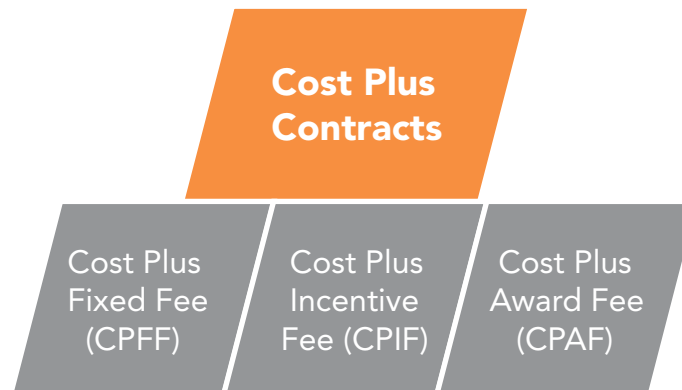 Cost Plus
Contracts
Cost Plus
Fixed Fee
(CPFF)
Cost Plus
Incentive
Fee (CPIF)
Cost Plus
Award Fee
(CPAF)